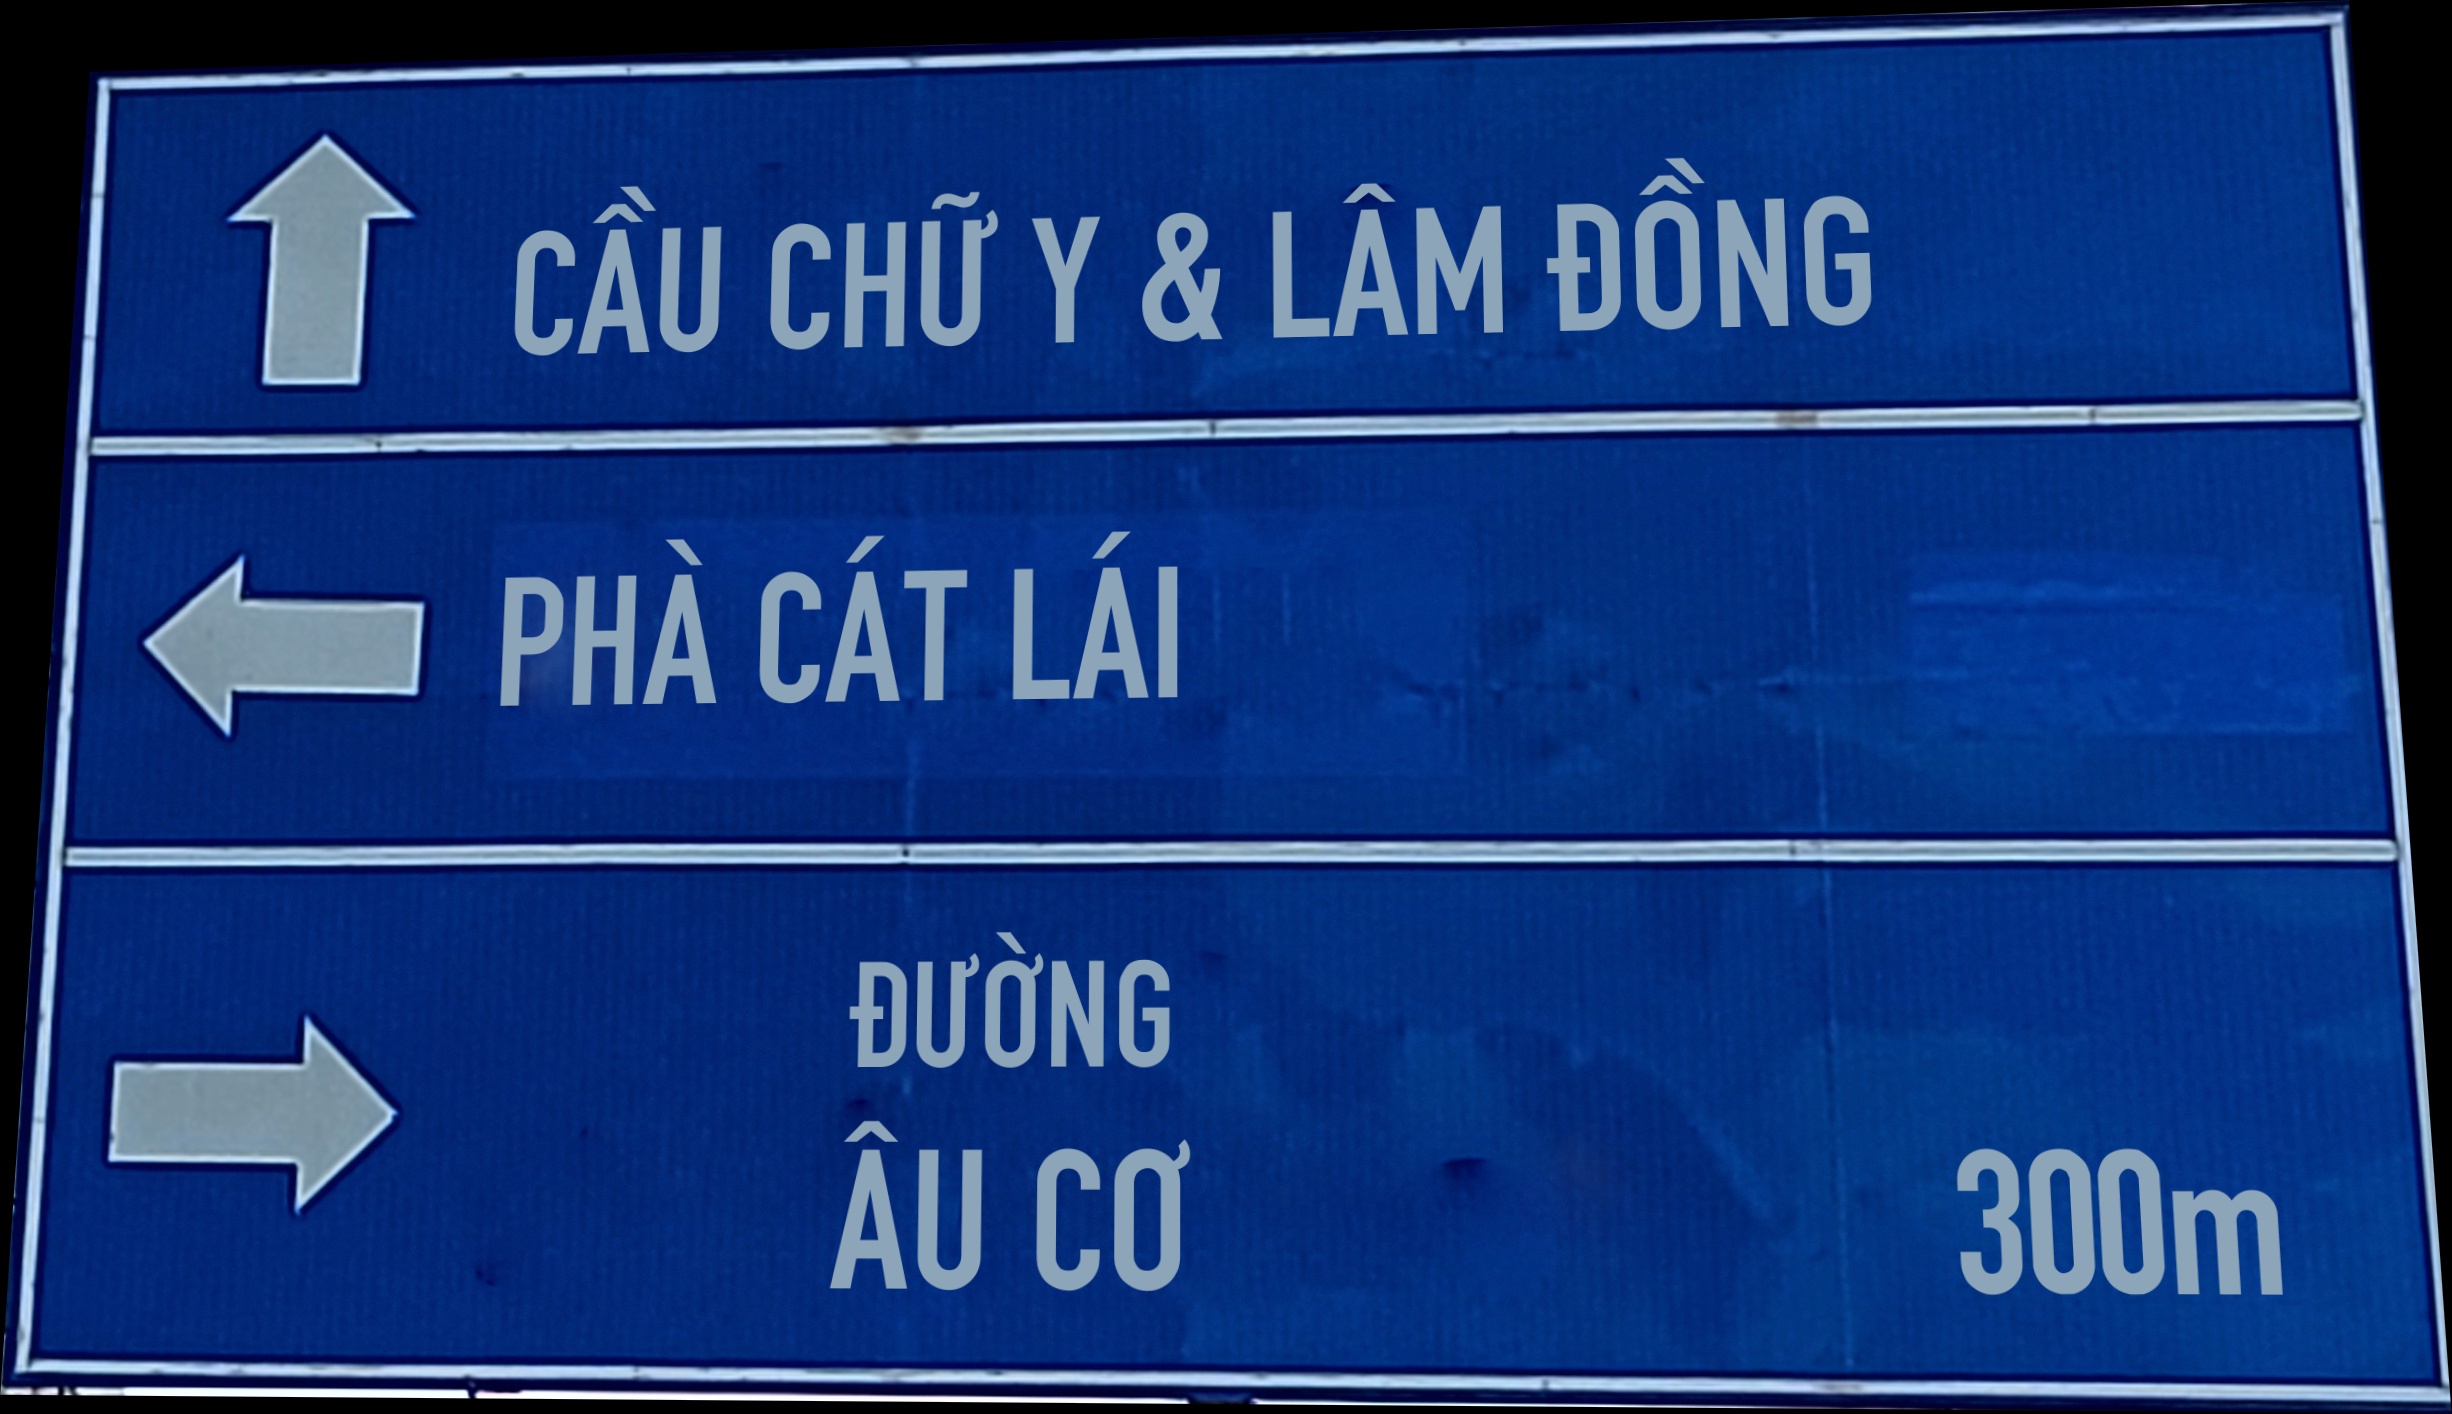 CẦU CHỮ Y & LÂM ĐỒNG
PHÀ CÁT LÁI
ĐƯỜNG
ÂU CƠ
300m